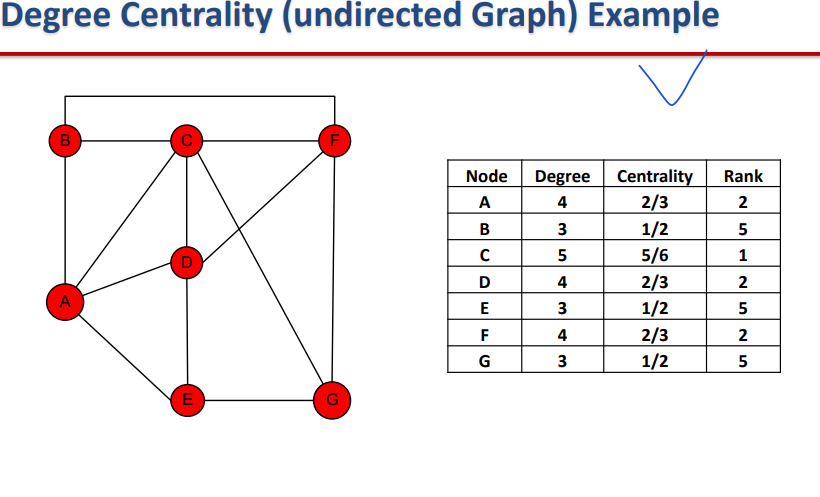 Degree Centrality (undirected Graph) Example
B C F
D
A
E G
Node Degree Centrality Rank
A 4 2/3 2
B 3 1/2 5
C 5 5/6 1
D 4 2/3 2
E 3 1/2 5
F 4 2/3 2
G 3 1/2 5